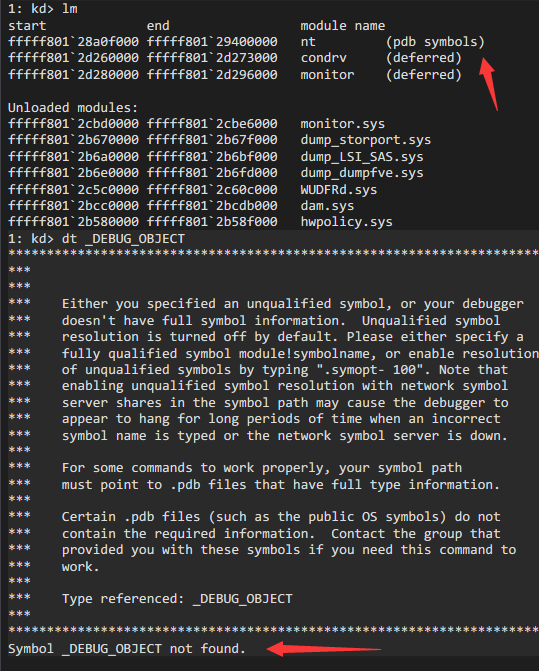 1: kd> lm
start             end                 module name
fffff801`28a0f000 fffff801`29400000   nt         (pdb symbols)
fffff801`2d260000 fffff801`2d273000   condrv     (deferred)
fffff801`2d280000 fffff801`2d296000   monitor    (deferred)
Unloaded modules:
fffff801`2cbd0000 fffff801`2cbe6000   monitor.sys
fffff801`2b670000 fffff801`2b67f000   dump_storport.sys
fffff801`2b6a0000 fffff801`2b6bf000   dump_LSI_SAS.sys
fffff801`2b6e0000 fffff801`2b6fd000   dump_dumpfve.sys
fffff801`2c5c0000 fffff801`2c60c000   WUDFRd.sys
fffff801`2bcc0000 fffff801`2bcdb000   dam.sys
fffff801`2b580000 fffff801`2b58f000   hwpolicy.sys
1: kd> dt _DEBUG_OBJECT
*************************************************************************
***
***
***    Either you specified an unqualified symbol, or your debugger
***    doesn't have full symbol information.  Unqualified symbol
***    resolution is turned off by default. Please either specify a
***    fully qualified symbol module!symbolname, or enable resolution
***    of unqualified symbols by typing ".symopt- 100". Note that
***    enabling unqualified symbol resolution with network symbol
***    server shares in the symbol path may cause the debugger to
***    appear to hang for long periods of time when an incorrect
***    symbol name is typed or the network symbol server is down.
***
***    For some commands to work properly, your symbol path
***    must point to .pdb files that have full type information.
***
***    Certain .pdb files (such as the public OS symbols) do not
***    contain the required information.  Contact the group that
***    provided you with these symbols if you need this command to
***    work.
***
***    Type referenced: _DEBUG_OBJECT
***
*************************************************************************
Symbol _DEBUG_OBJECT not found.